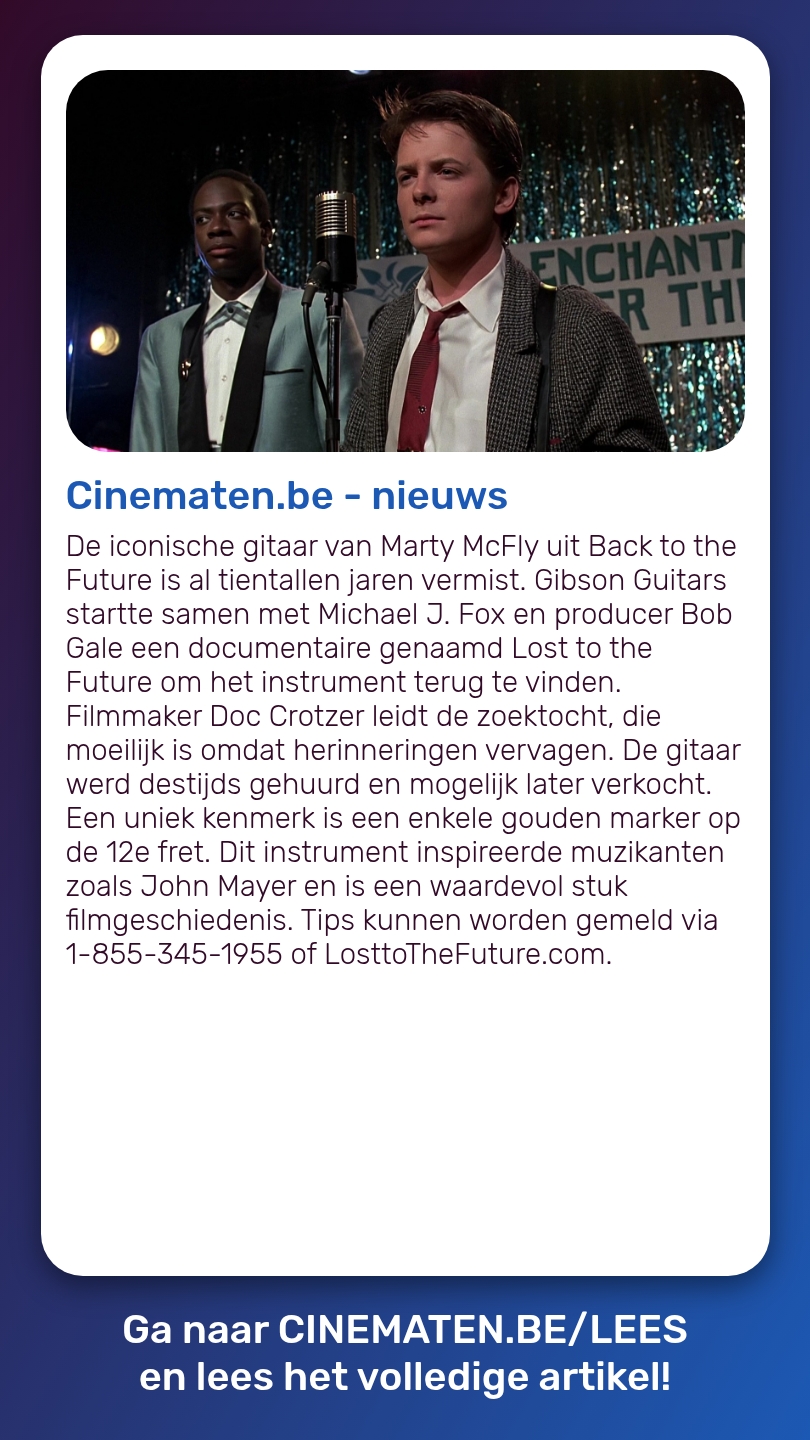 ENCHANTM
ER TH
Cinematen.be - nieuws
De iconische gitaar van Marty McFly uit Back to the
Future is al tientallen jaren vermist. Gibson Guitars
startte samen met Michael J. Fox en producer Bob
Gale een documentaire genaamd Lost to the
Future om het instrument terug te vinden.
Filmmaker Doc Crotzer leidt de zoektocht, die
moeilijk is omdat herinneringen vervagen. De gitaar
werd destijds gehuurd en mogelijk later verkocht.
Een uniek kenmerk is een enkele gouden marker op
de 12e fret. Dit instrument inspireerde muzikanten
zoals John Mayer en is een waardevol stuk
filmgeschiedenis. Tips kunnen worden gemeld via
1-855-345-1955 of LosttoTheFuture.com.
Ga naar CINEMATEN.BE/LEES
en lees het volledige artikel!